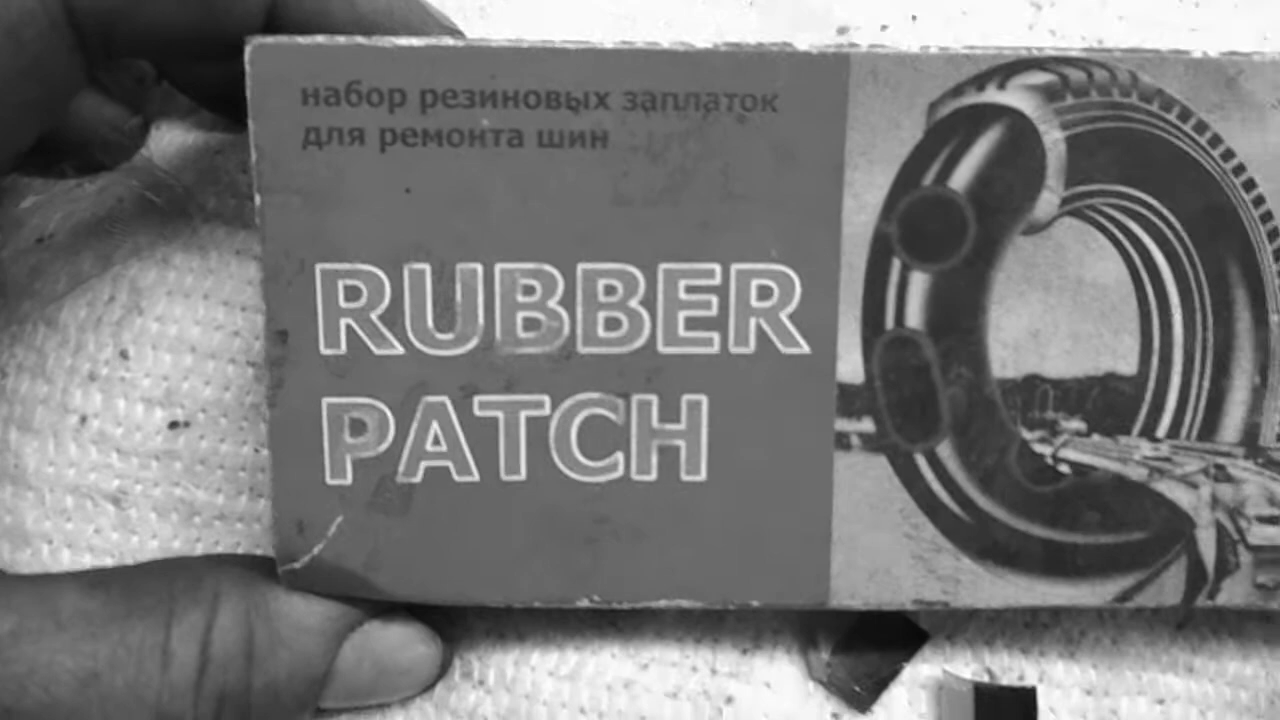 набор резиновых заплаток
для ремонта шин
RUBBER
PATCH